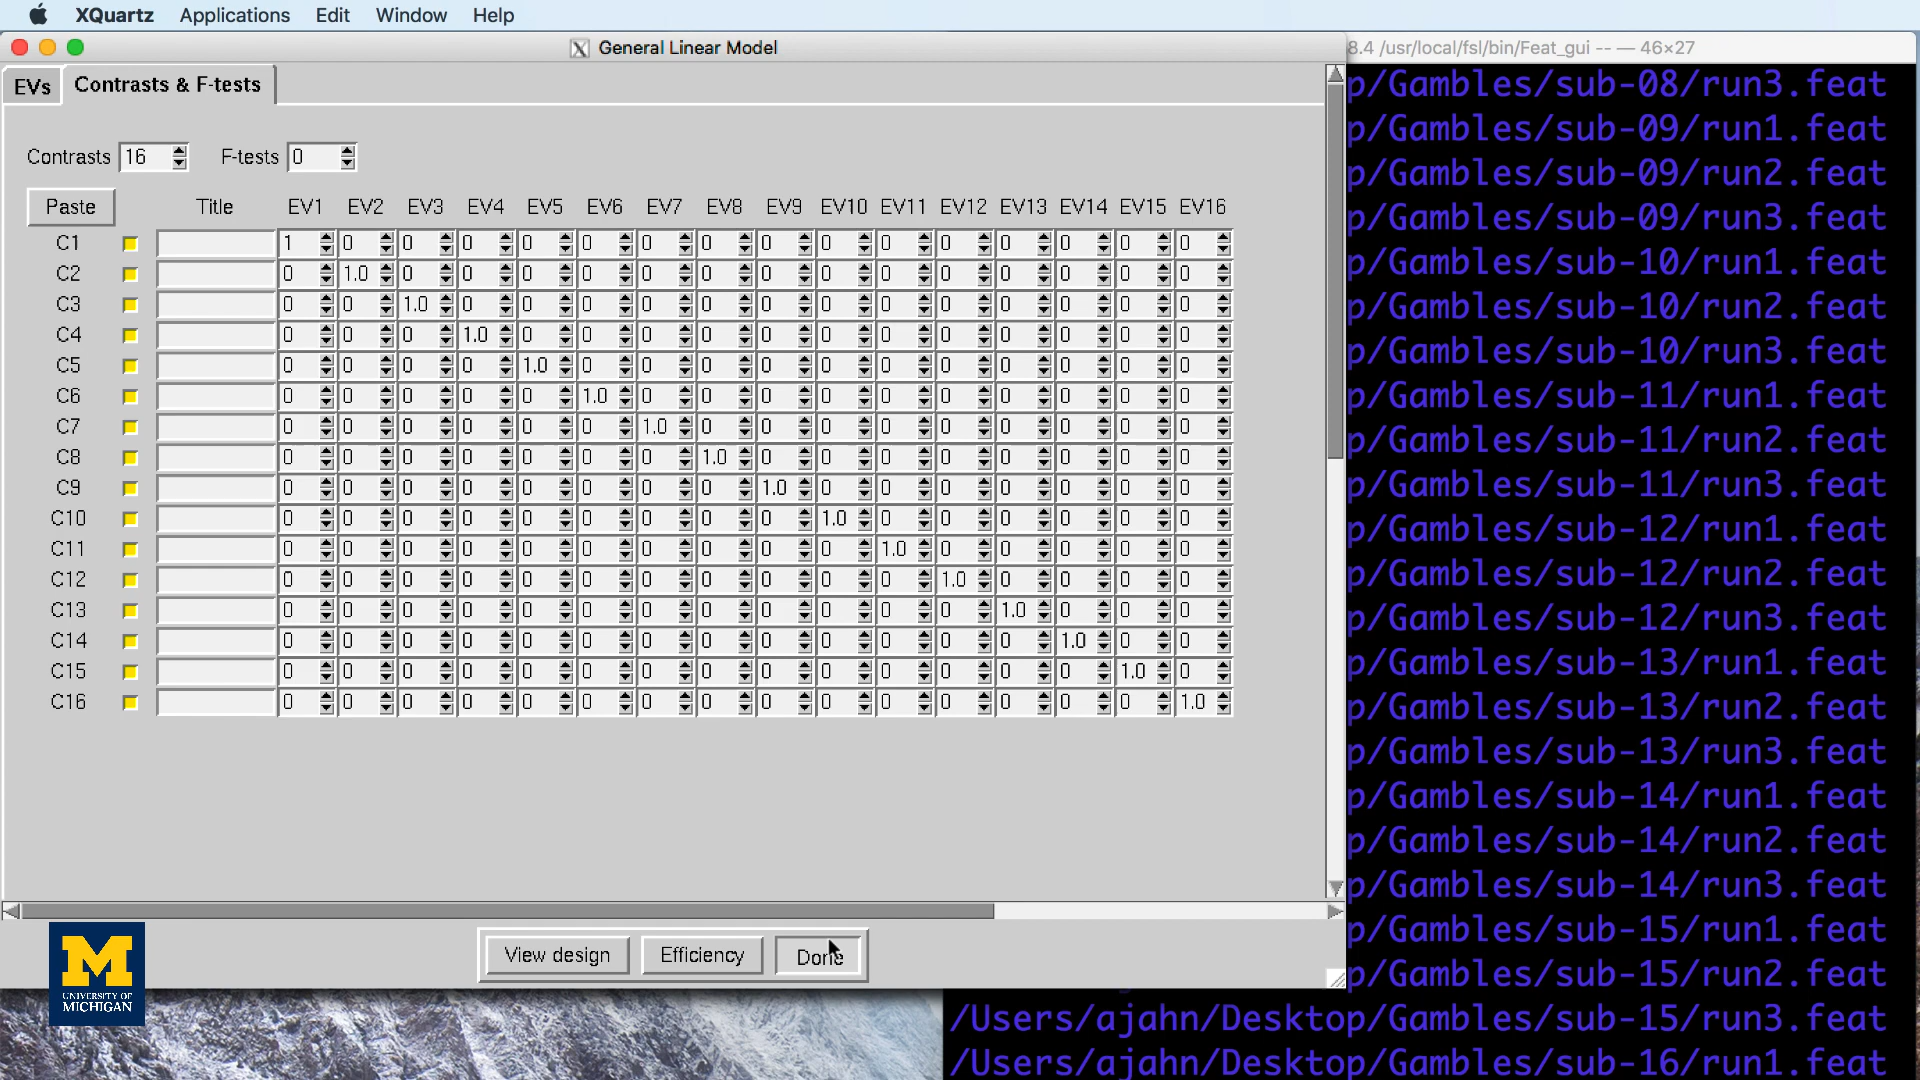 XQuartz Applications Edit Window Help
General Linear Model
8.4 /usr/local/fsl/bin/Feat_gui -- — 46×27
EVs Contrasts & F-tests
Contrasts 16 F-tests 0
Paste Title EV1 EV2 EV3 EV4 EV5 EV6 EV7 EV8 EV9 EV10 EV11 EV12 EV13 EV14 EV15 EV16
C1 1 0 0 0 0 0 0 0 0 0 0 0 0 0 0 0
C2 0 1.0 0 0 0 0 0 0 0 0 0 0 0 0 0 0
C3 0 0 1.0 0 0 0 0 0 0 0 0 0 0 0 0 0
C4 0 0 0 1.0 0 0 0 0 0 0 0 0 0 0 0 0
C5 0 0 0 0 1.0 0 0 0 0 0 0 0 0 0 0 0
C6 0 0 0 0 0 1.0 0 0 0 0 0 0 0 0 0 0
C7 0 0 0 0 0 0 1.0 0 0 0 0 0 0 0 0 0
C8 0 0 0 0 0 0 0 1.0 0 0 0 0 0 0 0 0
C9 0 0 0 0 0 0 0 0 1.0 0 0 0 0 0 0 0
C10 0 0 0 0 0 0 0 0 0 1.0 0 0 0 0 0 0
C11 0 0 0 0 0 0 0 0 0 0 1.0 0 0 0 0 0
C12 0 0 0 0 0 0 0 0 0 0 0 1.0 0 0 0 0
C13 0 0 0 0 0 0 0 0 0 0 0 0 1.0 0 0 0
C14 0 0 0 0 0 0 0 0 0 0 0 0 0 1.0 0 0
C15 0 0 0 0 0 0 0 0 0 0 0 0 0 0 1.0 0
C16 0 0 0 0 0 0 0 0 0 0 0 0 0 0 0 1.0
View design Efficiency Done
M
UNIVERSITY OF
MICHIGAN
p/Gambles/sub-08/run3.feat
p/Gambles/sub-09/run1.feat
p/Gambles/sub-09/run2.feat
p/Gambles/sub-09/run3.feat
p/Gambles/sub-10/run1.feat
p/Gambles/sub-10/run2.feat
p/Gambles/sub-10/run3.feat
p/Gambles/sub-11/run1.feat
p/Gambles/sub-11/run2.feat
p/Gambles/sub-11/run3.feat
p/Gambles/sub-12/run1.feat
p/Gambles/sub-12/run2.feat
p/Gambles/sub-12/run3.feat
p/Gambles/sub-13/run1.feat
p/Gambles/sub-13/run2.feat
p/Gambles/sub-13/run3.feat
p/Gambles/sub-14/run1.feat
p/Gambles/sub-14/run2.feat
p/Gambles/sub-14/run3.feat
p/Gambles/sub-15/run1.feat
p/Gambles/sub-15/run2.feat
/Users/ajahn/Desktop/Gambles/sub-15/run3.feat
/Users/ajahn/Desktop/Gambles/sub-16/run1.feat